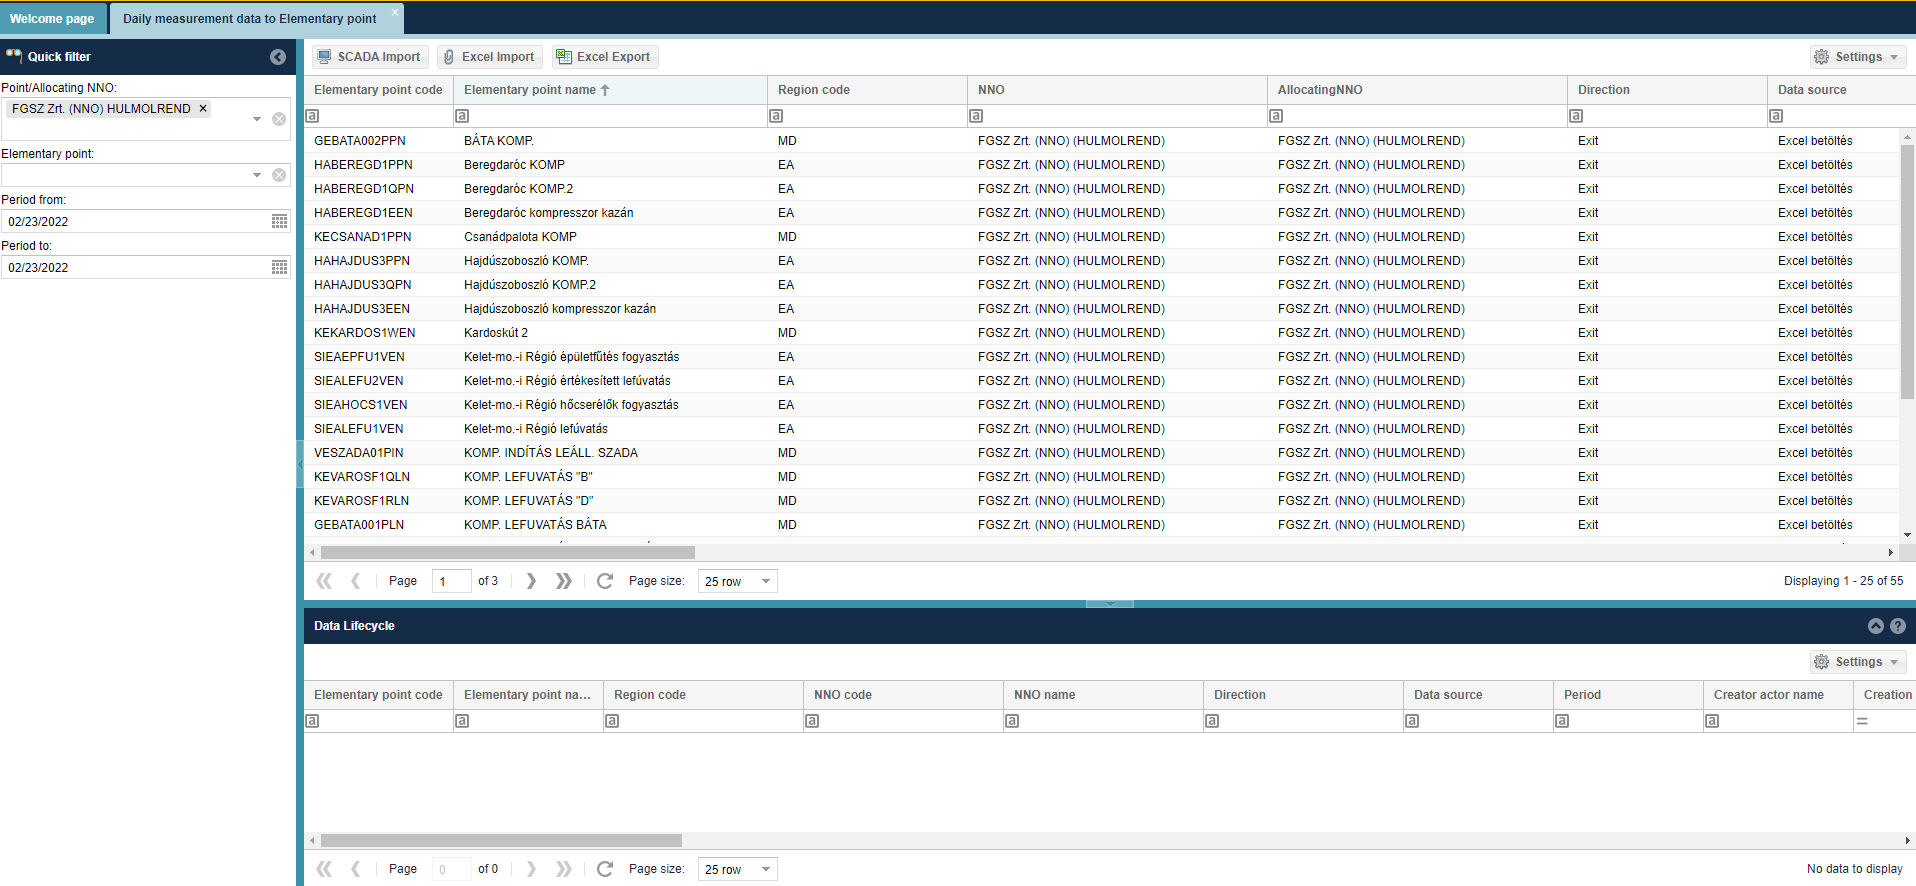 Welcome page
Daily measurement data to Elementary point
Quick filter
Point/Allocating NNO:
FGSZ Zrt. (NNO) HULMOLREND
Elementary point:
Period from:
02/23/2022
Period to:
02/23/2022
SCADA Import Excel Import Excel Export Settings
Elementary point code Elementary point name Region code NNO AllocatingNNO Direction Data source
GEBATA002PPN BÁTA KOMP. MD FGSZ Zrt. (NNO) (HULMOLREND) FGSZ Zrt. (NNO) (HULMOLREND) Exit Excel betöltés
HABEREGD1PPN Beregdaróc KOMP EA FGSZ Zrt. (NNO) (HULMOLREND) FGSZ Zrt. (NNO) (HULMOLREND) Exit Excel betöltés
HABEREGD1QPN Beregdaróc KOMP.2 EA FGSZ Zrt. (NNO) (HULMOLREND) FGSZ Zrt. (NNO) (HULMOLREND) Exit Excel betöltés
HABEREGD1EEN Beregdaróc kompresszor kazán EA FGSZ Zrt. (NNO) (HULMOLREND) FGSZ Zrt. (NNO) (HULMOLREND) Exit Excel betöltés
KECSANAD1PPN Csanádpalota KOMP MD FGSZ Zrt. (NNO) (HULMOLREND) FGSZ Zrt. (NNO) (HULMOLREND) Exit Excel betöltés
HAHAJDUS3PPN Hajdúszoboszló KOMP. EA FGSZ Zrt. (NNO) (HULMOLREND) FGSZ Zrt. (NNO) (HULMOLREND) Exit Excel betöltés
HAHAJDUS3QPN Hajdúszoboszló KOMP.2 EA FGSZ Zrt. (NNO) (HULMOLREND) FGSZ Zrt. (NNO) (HULMOLREND) Exit Excel betöltés
HAHAJDUS3EEN Hajdúszoboszló kompresszor kazán EA FGSZ Zrt. (NNO) (HULMOLREND) FGSZ Zrt. (NNO) (HULMOLREND) Exit Excel betöltés
KEKARDOS1WEN Kardoskút 2 MD FGSZ Zrt. (NNO) (HULMOLREND) FGSZ Zrt. (NNO) (HULMOLREND) Exit Excel betöltés
SIEAEPFU1VEN Kelet-mo.-i Régió épületfűtés fogyasztás EA FGSZ Zrt. (NNO) (HULMOLREND) FGSZ Zrt. (NNO) (HULMOLREND) Exit Excel betöltés
SIEALEFU2VEN Kelet-mo.-i Régió értékesített lefúvatás EA FGSZ Zrt. (NNO) (HULMOLREND) FGSZ Zrt. (NNO) (HULMOLREND) Exit Excel betöltés
SIEAHOCS1VEN Kelet-mo.-i Régió hőcserélők fogyasztás EA FGSZ Zrt. (NNO) (HULMOLREND) FGSZ Zrt. (NNO) (HULMOLREND) Exit Excel betöltés
SIEALEFU1VEN Kelet-mo.-i Régió lefúvatás EA FGSZ Zrt. (NNO) (HULMOLREND) FGSZ Zrt. (NNO) (HULMOLREND) Exit Excel betöltés
VESZADA01PIN KOMP. INDÍTÁS LEÁLL. SZADA MD FGSZ Zrt. (NNO) (HULMOLREND) FGSZ Zrt. (NNO) (HULMOLREND) Exit Excel betöltés
KEVAROSF1QLN KOMP. LEFUVATÁS "B" MD FGSZ Zrt. (NNO) (HULMOLREND) FGSZ Zrt. (NNO) (HULMOLREND) Exit Excel betöltés
KEVAROSF1RLN KOMP. LEFUVATÁS "D" MD FGSZ Zrt. (NNO) (HULMOLREND) FGSZ Zrt. (NNO) (HULMOLREND) Exit Excel betöltés
GEBATA001PLN KOMP. LEFUVATÁS BÁTA MD FGSZ Zrt. (NNO) (HULMOLREND) FGSZ Zrt. (NNO) (HULMOLREND) Exit Excel betöltés
Page 1 of 3 Page size: 25 row Displaying 1 - 25 of 55
Data Lifecycle
Settings
Elementary point code Elementary point na... Region code NNO code NNO name Direction Data source Period Creator actor name Creation
Page 0 of 0 Page size: 25 row No data to display